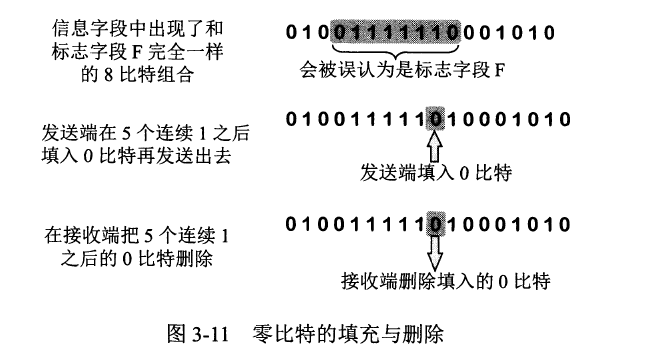 信息字段中出现了和
标志字段 F 完全一样
的 8 比特组合
01001111110001010
会被误认为是标志字段 F
发送端在 5 个连续 1 之后
填入 0 比特再发送出去
010011111010001010
发送端填入 0 比特
在接收端把 5 个连续 1
之后的 0 比特删除
010011111010001010
接收端删除填入的 0 比特
图 3-11 零比特的填充与删除